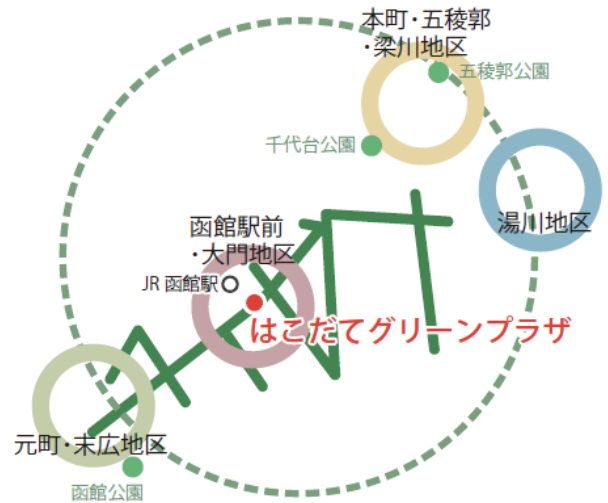 本町・五稜郭
・梁川地区
五稜郭公園
千代台公園
湯川地区
函館駅前
・大門地区
JR 函館駅
はこだてグリーンプラザ
元町・末広地区
函館公園